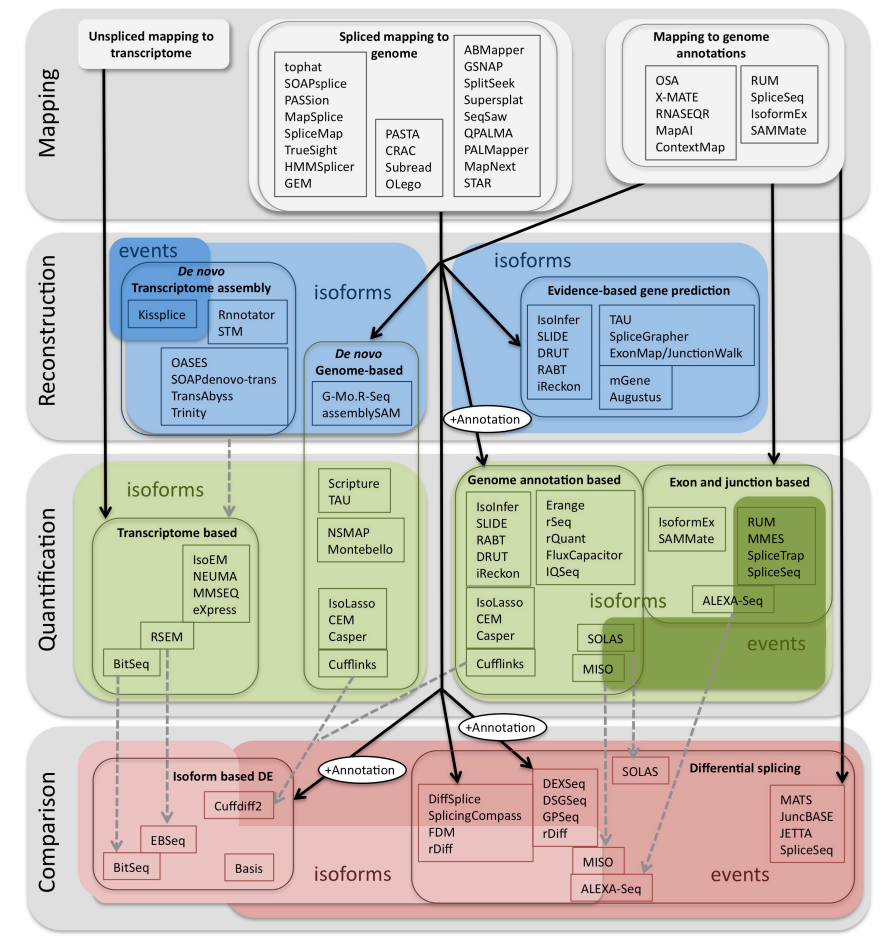 Mapping
Unspliced mapping to
transcriptome
Spliced mapping to
genome
tophat
SOAPsplice
PASSion
MapSplice
SpliceMap
TrueSight
HMMSplicer
GEM
PASTA
CRAC
Subread
OLego
ABMapper
GSNAP
SplitSeek
Supersplat
SeqSaw
QPALMA
PALMapper
MapNext
STAR
Mapping to genome
annotations
OSA
X-MATE
RNASEQR
MapAI
ContextMap
RUM
SpliceSeq
IsoformEx
SAMMate
Reconstruction
events
De novo
Transcriptome assembly
Kissplice
Rnnotator
STM
OASES
SOAPdenovo-trans
TransAbyss
Trinity
isoforms
De novo
Genome-based
G-Mo.R-Seq
assemblySAM
isoforms
Evidence-based gene prediction
IsoInfer
SLIDE
DRUT
RABT
iReckon
TAU
SpliceGrapher
ExonMap/JunctionWalk
mGene
Augustus
+Annotation
Quantification
isoforms
Transcriptome based
IsoEM
NEUMA
MMSEQ
eXpress
RSEM
BitSeq
Scripture
TAU
NSMAP
Montebello
IsoLasso
CEM
Casper
Cufflinks
Genome annotation based
IsoInfer
SLIDE
RABT
DRUT
iReckon
Erange
rSeq
rQuant
FluxCapacitor
IQSeq
IsoLasso
CEM
Casper
Cufflinks
isoforms
SOLAS
MISO
Exon and junction based
IsoformEx
SAMMate
RUM
MMES
SpliceTrap
SpliceSeq
ALEXA-Seq
events
Comparison
+Annotation
+Annotation
Isoform based DE
Cuffdiff2
EBSeq
BitSeq
Basis
isoforms
Differential splicing
DiffSplice
SplicingCompass
FDM
rDiff
DEXSeq
DSGSeq
GPSeq
rDiff
SOLAS
MISO
ALEXA-Seq
MATS
JuncBASE
JETTA
SpliceSeq
events